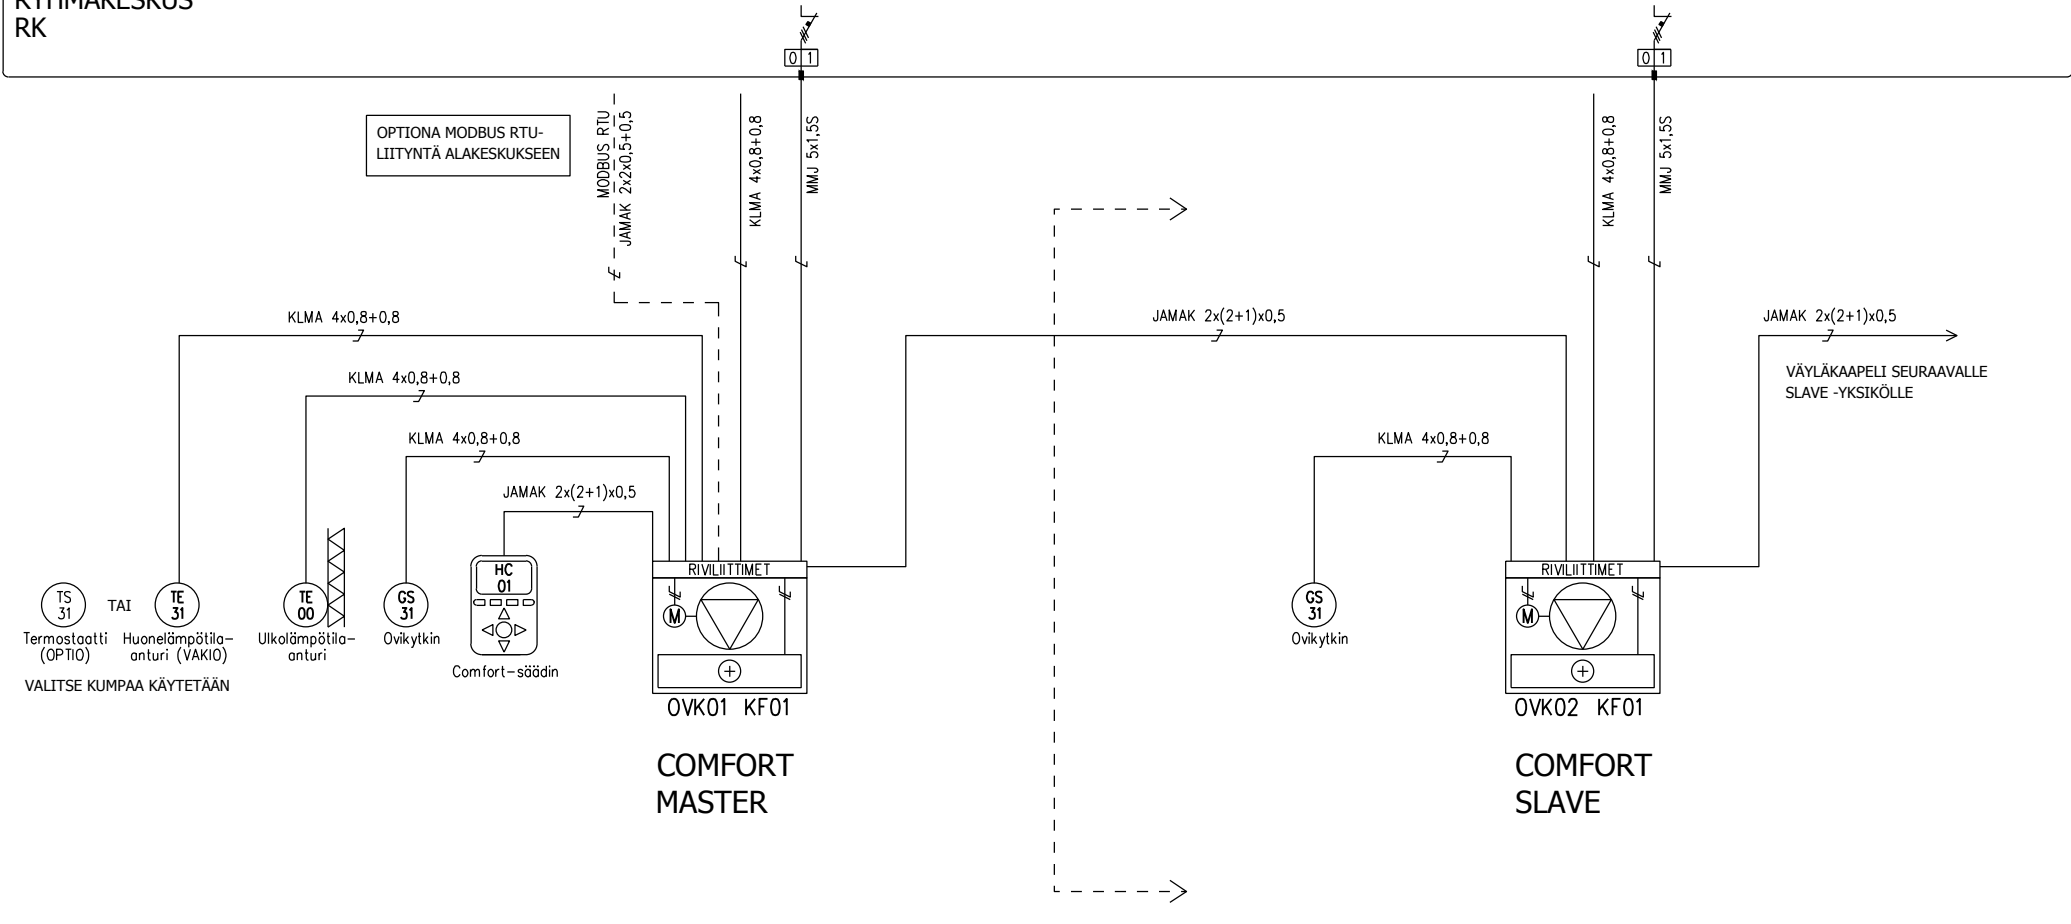 RYHMÄKESKUS
RK
0 1
0 1
OPTIONA MODBUS RTU-
LIITYNTÄ ALAKESKUKSEEN
MODBUS RTU
JAMAK 2x2x0,5+0,5
KLMA 4x0,8+0,8
MMJ 5x1,5S
KLMA 4x0,8+0,8
MMJ 5x1,5S
KLMA 4x0,8+0,8
JAMAK 2x(2+1)x0,5
JAMAK 2x(2+1)x0,5
VÄYLÄKAAPELI SEURAAVALLE
SLAVE -YKSIKÖLLE
KLMA 4x0,8+0,8
KLMA 4x0,8+0,8
KLMA 4x0,8+0,8
JAMAK 2x(2+1)x0,5
RIVILIITTIMET
RIVILIITTIMET
HC
01
TS
31
TAI
TE
31
TE
00
GS
31
M
GS
31
M
Termostaatti
(OPTIO)
Huonelämpötila-
anturi (VAKIO)
Ulkolämpötila-
anturi
Ovikytkin
Comfort-säädin
Ovikytkin
VALITSE KUMPAA KÄYTETÄÄN
OVK01 KF01
OVK02 KF01
COMFORT
MASTER
COMFORT
SLAVE